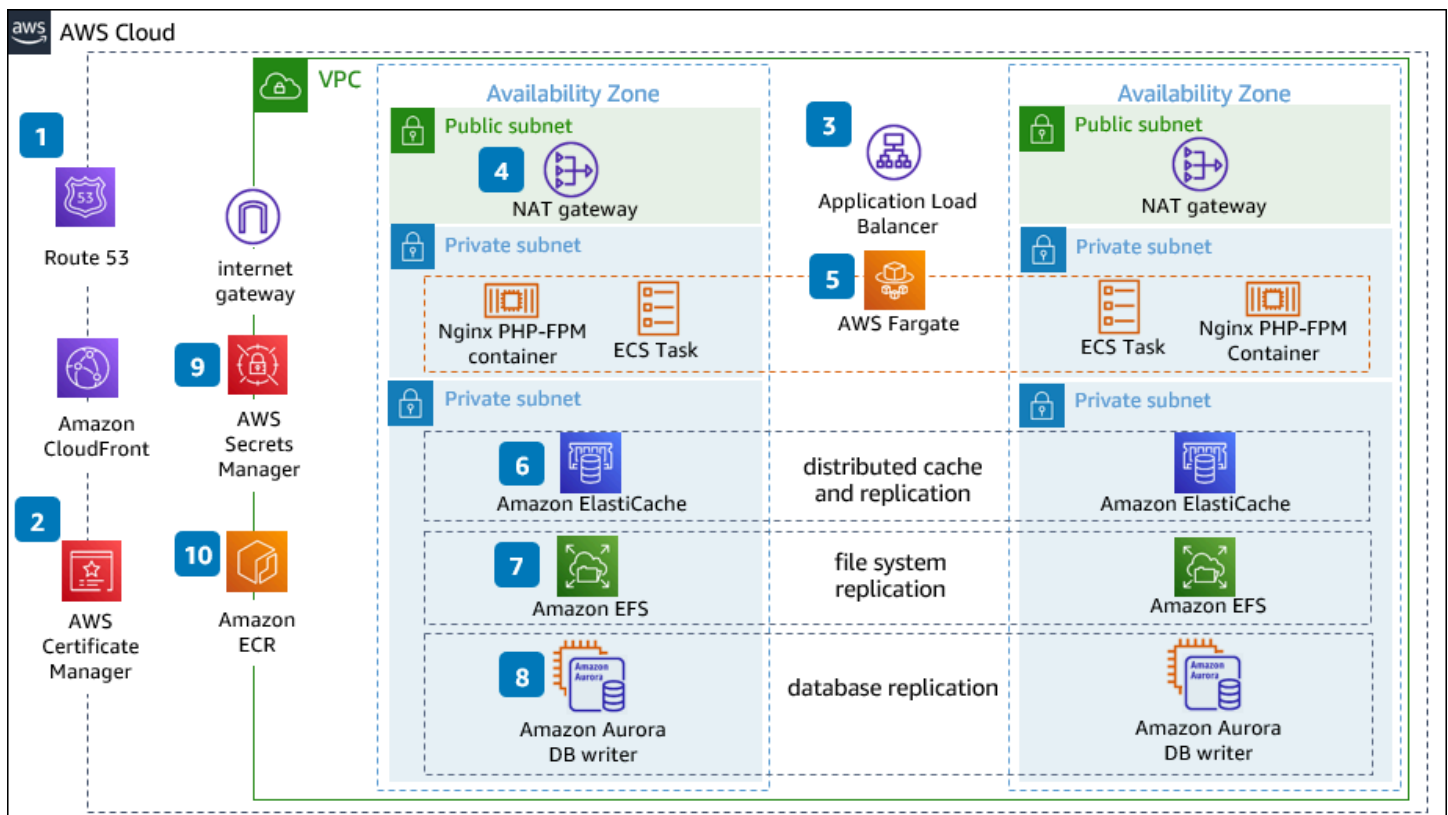 aws
AWS Cloud
VPC
Availability Zone
Availability Zone
1
Public subnet
3
Public subnet
4
53
NAT gateway
Application Load
Balancer
NAT gateway
Route 53
Private subnet
Private subnet
internet
gateway
5
Nginx PHP-FPM
container
ECS Task
AWS Fargate
ECS Task
Nginx PHP-FPM
Container
9
Private subnet
Private subnet
Amazon
CloudFront
AWS
Secrets
Manager
6
Amazon ElastiCache
distributed cache
and replication
Amazon ElastiCache
2
10
7
Amazon EFS
file system
replication
Amazon EFS
AWS
Certificate
Manager
Amazon
ECR
8
Amazon
Aurora
database replication
Amazon
Aurora
Amazon Aurora
DB writer
Amazon Aurora
DB writer